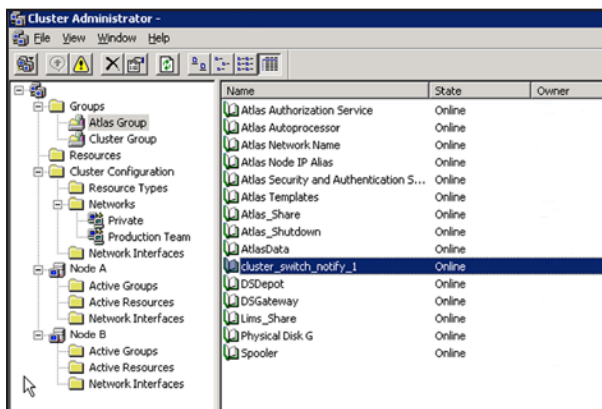 Cluster Administrator -
File View Window Help
Groups
Atlas Group
Cluster Group
Resources
Cluster Configuration
Resource Types
Networks
Private
Production Team
Network Interfaces
Node A
Active Groups
Active Resources
Network Interfaces
Node B
Active Groups
Active Resources
Network Interfaces
Name State Owner
Atlas Authorization Service Online
Atlas Autoprocessor Online
Atlas Network Name Online
Atlas Node IP Alias Online
Atlas Security and Authentication S... Online
Atlas Templates Online
Atlas_Share Online
Atlas_Shutdown Online
AtlasData Online
cluster_switch_notify_1 Online
DSDepot Online
DSGateway Online
Lims_Share Online
Physical Disk G Online
Spooler Online